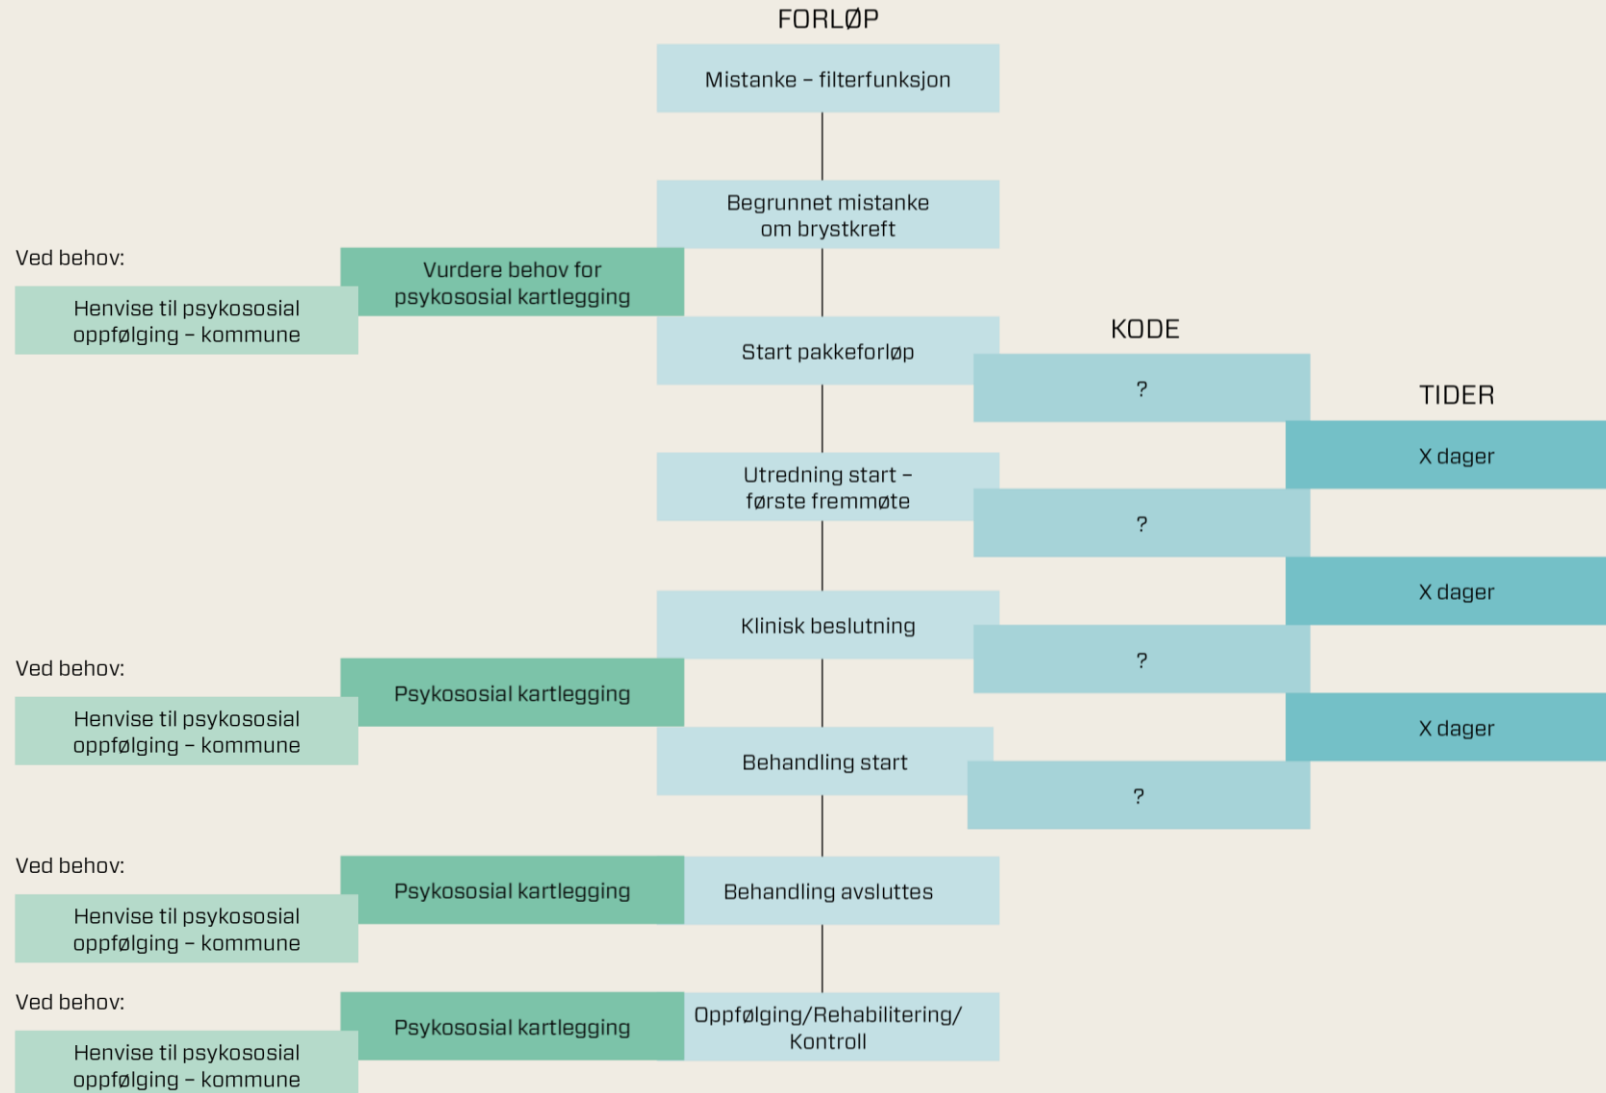 FORLØP
Mistanke – filterfunksjon
Begrunnet mistanke
om brystkreft
Ved behov:
Vurdere behov for
psykososial kartlegging
Henvise til psykososial
oppfølging – kommune
Start pakkeforløp
KODE
?
TIDER
X dager
Utredning start –
første fremmøte
?
X dager
Klinisk beslutning
?
Ved behov:
Psykososial kartlegging
Henvise til psykososial
oppfølging – kommune
X dager
Behandling start
?
Ved behov:
Psykososial kartlegging
Behandling avsluttes
Henvise til psykososial
oppfølging – kommune
Ved behov:
Psykososial kartlegging
Oppfølging/Rehabilitering/
Kontroll
Henvise til psykososial
oppfølging – kommune